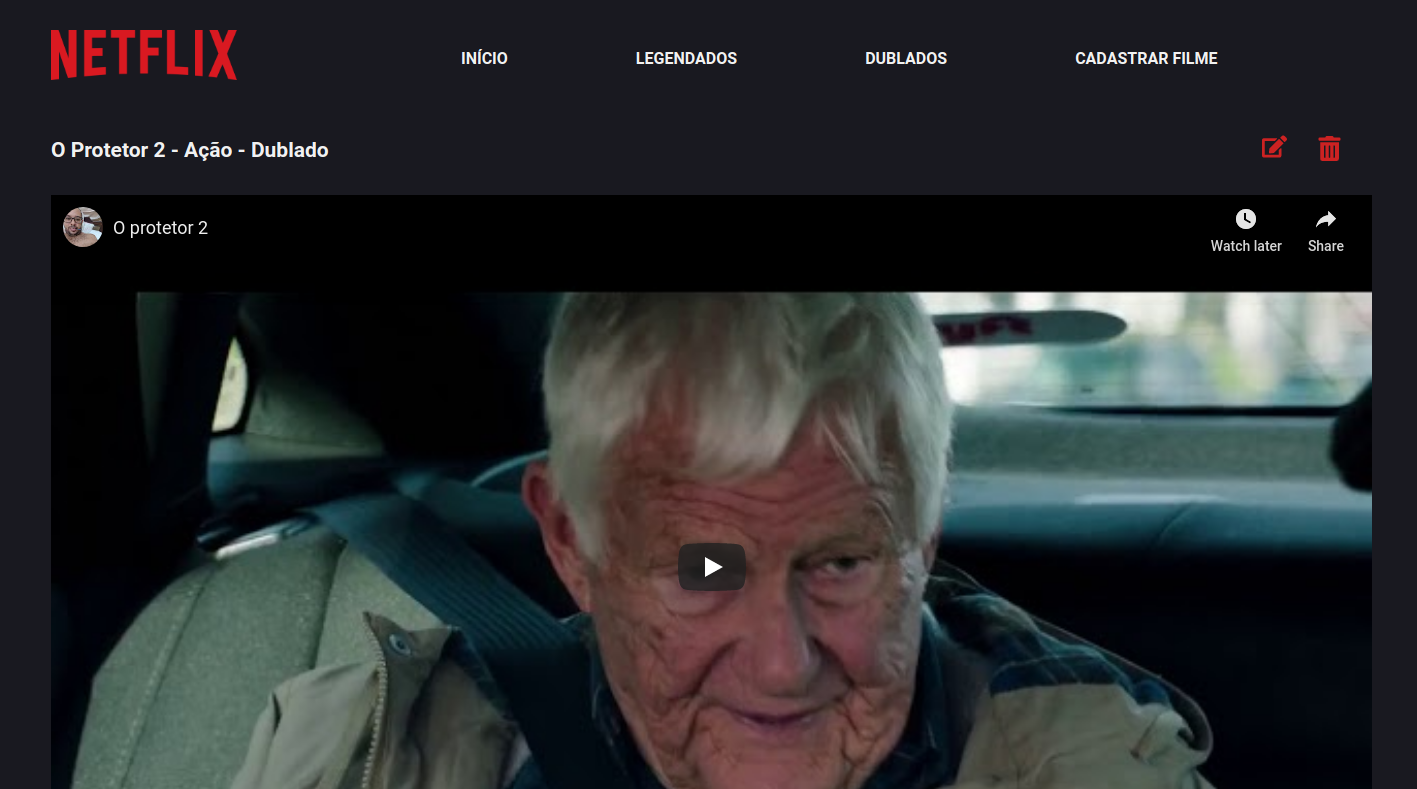 NETFLIX
INÍCIO
LEGENDADOS
DUBLADOS
CADASTRAR FILME
O Protetor 2 - Ação - Dublado
O protetor 2
Watch later
Share